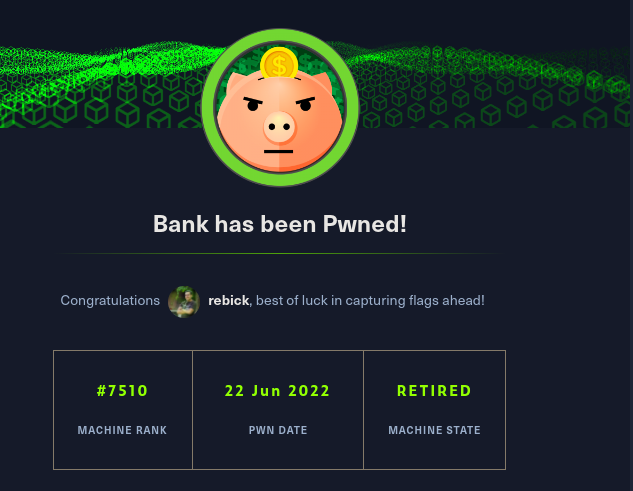 $
Bank has been Pwned!
Congratulations rebick, best of luck in capturing flags ahead!
#7510 22 Jun 2022 RETIRED
MACHINE RANK PWN DATE MACHINE STATE